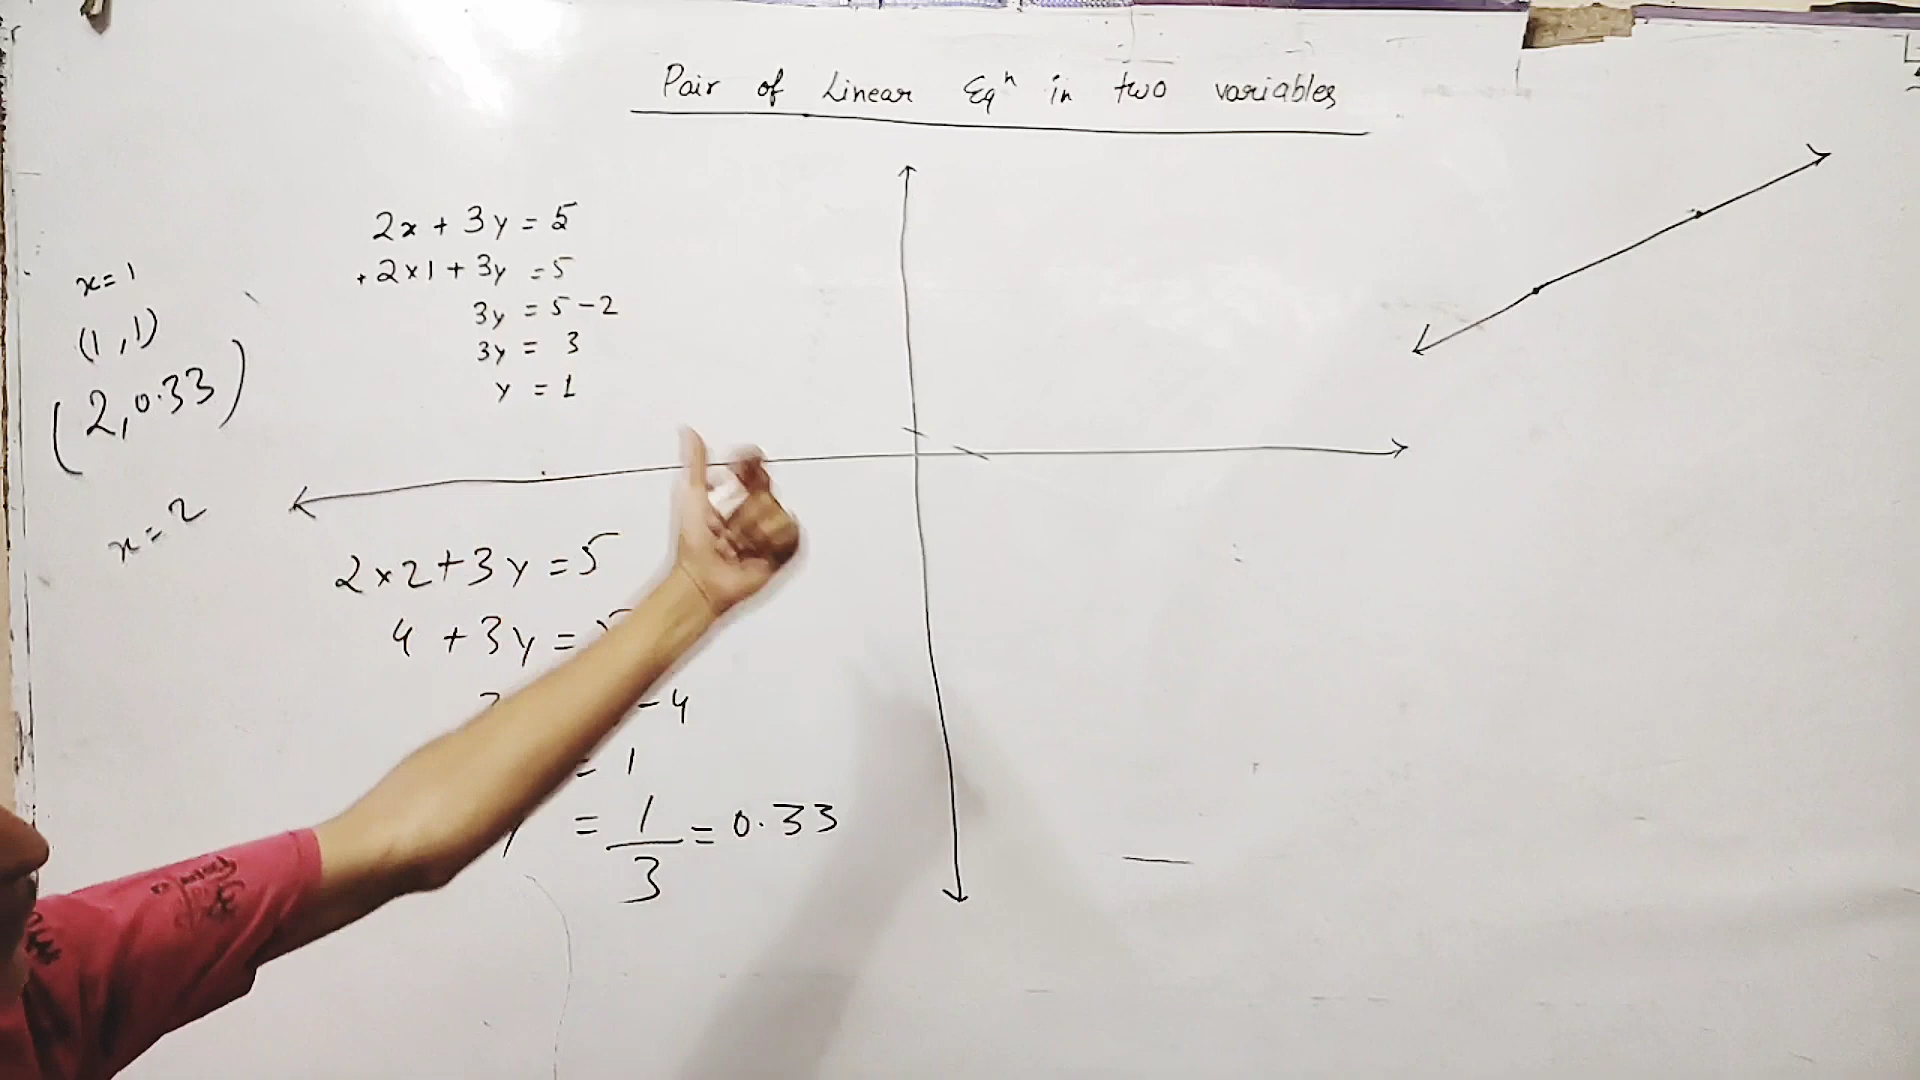 Pair of Linear Eqⁿ in two variables
2x + 3y = 5
2x1 + 3y = 5
3y = 5-2
3y = 3
y = 1
x=1
(1,1)
(2,0.33)
x=2
2x2+3y=5
4 +3y=
-4
= 1
= 1/3 = 0.33